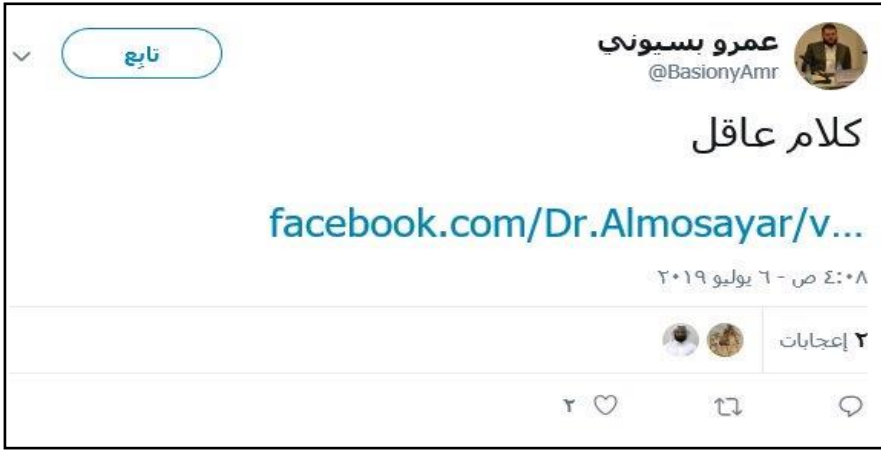 عمرو بسيوني
@BasionyAmr
تابِع
كلام عاقل
facebook.com/Dr.Almosayar/v...
٤:٠٨ ص - ٦ يوليو ٢٠١٩
٢ إعجابات
٢